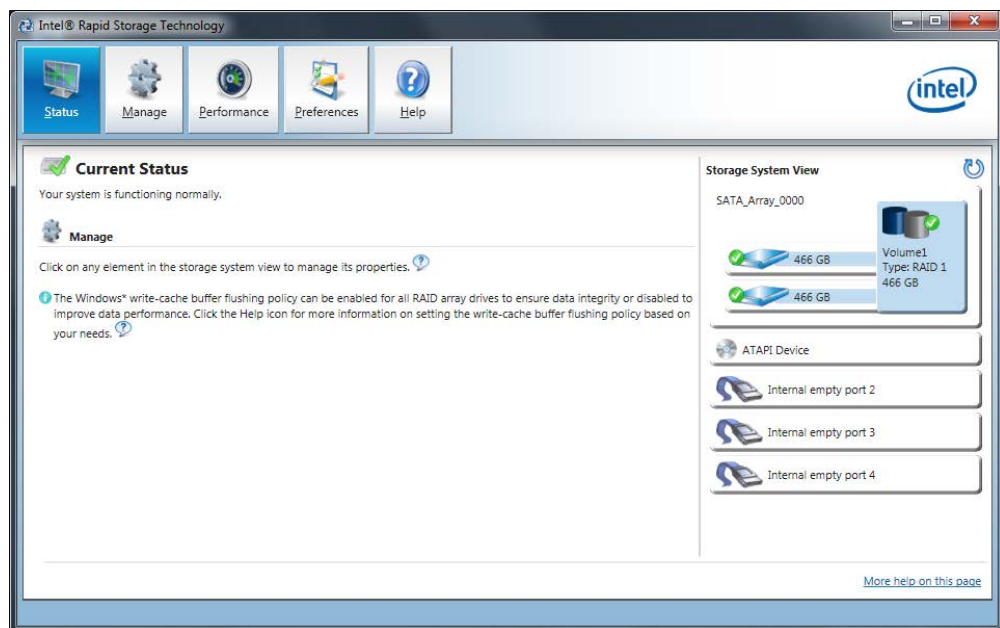 Intel® Rapid Storage Technology
Status
Manage
Performance
Preferences
Help
intel
Current Status
Your system is functioning normally.
Manage
Click on any element in the storage system view to manage its properties.
The Windows* write-cache buffer flushing policy can be enabled for all RAID array drives to ensure data integrity or disabled to
improve data performance. Click the Help icon for more information on setting the write-cache buffer flushing policy based on
your needs.
Storage System View
SATA_Array_0000
466 GB
466 GB
Volume1
Type: RAID 1
466 GB
ATAPI Device
Internal empty port 2
Internal empty port 3
Internal empty port 4
More help on this page